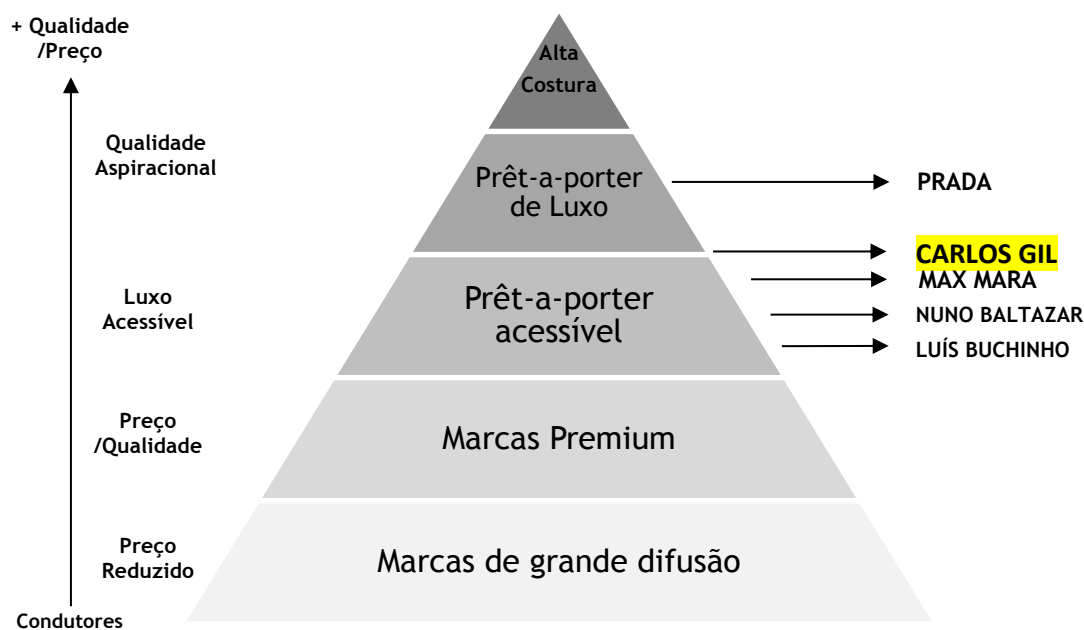 + Qualidade
/Preço
Alta
Costura
Qualidade
Aspiracional
Prêt-a-porter
de Luxo
PRADA
CARLOS GIL
MAX MARA
Luxo
Acessível
Prêt-a-porter
acessível
NUNO BALTAZAR
LUÍS BUCHINHO
Preço
/Qualidade
Marcas Premium
Preço
Reduzido
Marcas de grande difusão
Condutores